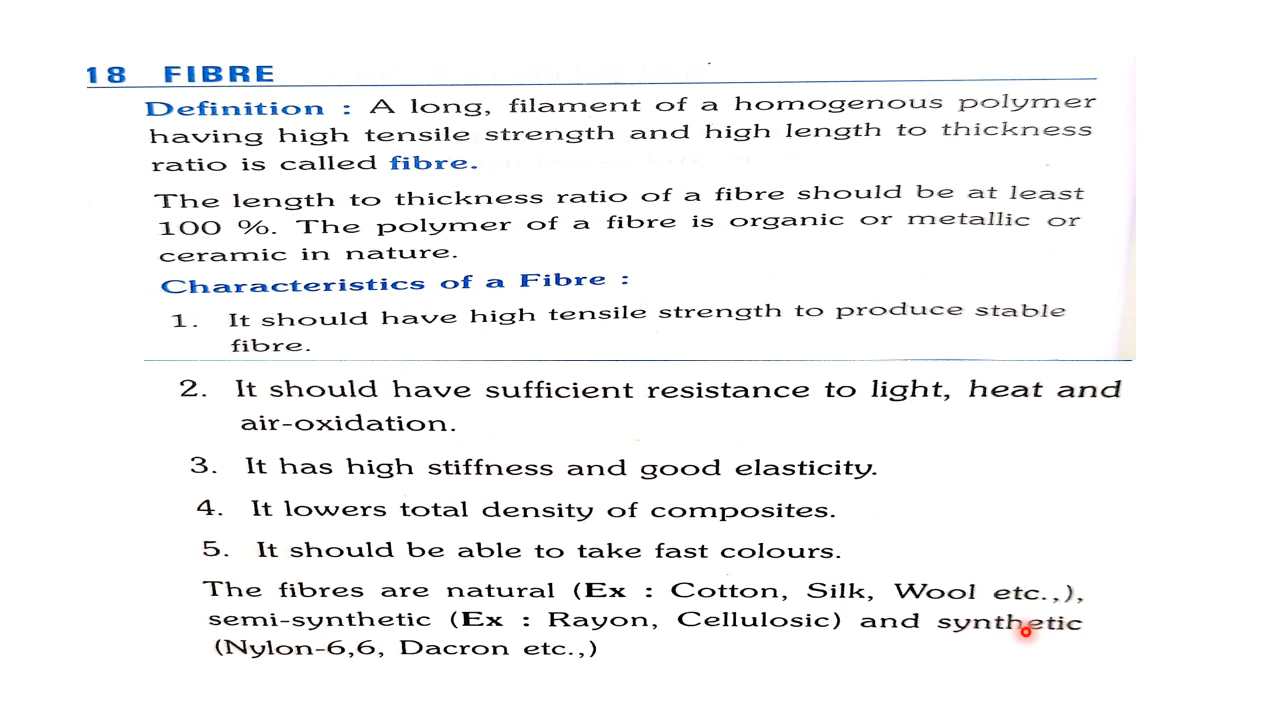 18 FIBRE
Definition : A long, filament of a homogenous polymer
having high tensile strength and high length to thickness
ratio is called fibre.
The length to thickness ratio of a fibre should be at least
100 %. The polymer of a fibre is organic or metallic or
ceramic in nature.
Characteristics of a Fibre :
1. It should have high tensile strength to produce stable
fibre.
2. It should have sufficient resistance to light, heat and
air-oxidation.
3. It has high stiffness and good elasticity.
4. It lowers total density of composites.
5. It should be able to take fast colours.
The fibres are natural (Ex : Cotton, Silk, Wool etc.,),
semi-synthetic (Ex : Rayon, Cellulosic) and synthetic
(Nylon-6,6, Dacron etc.,)